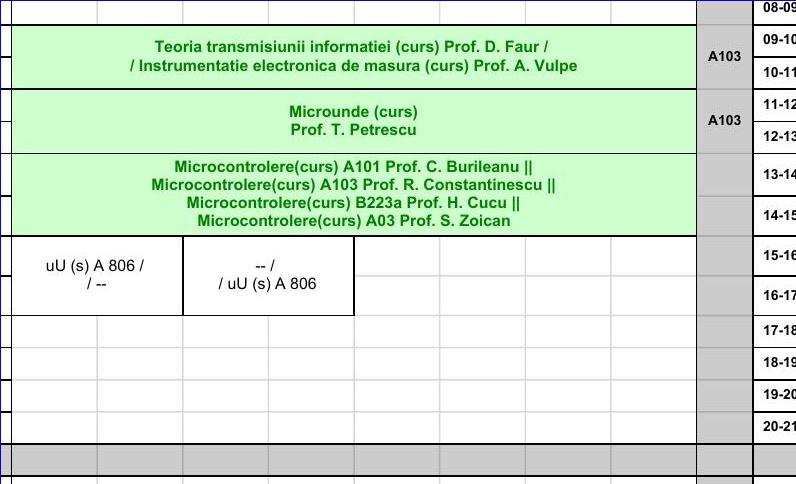 08-09
Teoria transmisiunii informatiei (curs) Prof. D. Faur /
/ Instrumentatie electronica de masura (curs) Prof. A. Vulpe
A103
09-10
10-11
Microunde (curs)
Prof. T. Petrescu
A103
11-12
12-13
Microcontrolere(curs) A101 Prof. C. Burileanu ||
Microcontrolere(curs) A103 Prof. R. Constantinescu ||
Microcontrolere(curs) B223a Prof. H. Cucu ||
Microcontrolere(curs) A03 Prof. S. Zoican
13-14
14-15
uU (s) A 806 /
/ --
-- /
/ uU (s) A 806
15-16
16-17
17-18
18-19
19-20
20-21